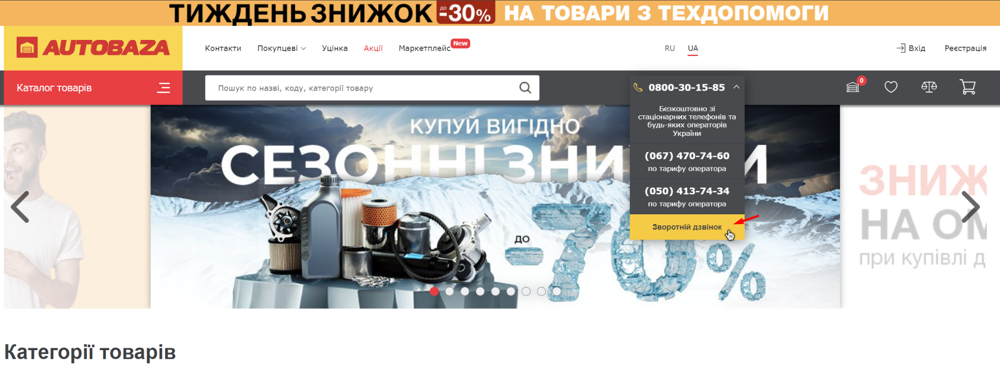 ТИЖДЕНЬ ЗНИЖОК до -30% НА ТОВАРИ З ТЕХДОПОМОГИ
AUTOBAZA
Контакти Покупцеві Уцінка Акції Маркетплейс New RU UA Вхід Реєстрація
Каталог товарів
Пошук по назві, коду, категорії товару
0800-30-15-85
0
Безкоштовно зі
стаціонарних телефонів та
будь-яких операторів
України
(067) 470-74-60
по тарифу оператора
(050) 413-74-34
по тарифу оператора
Зворотній дзвінок
КУПУЙ ВИГІДНО
СЕЗОННІ ЗНИ И
ДО
-70%
ЗНИЖ
НА ОМ
при купівлі д
Категорії товарів